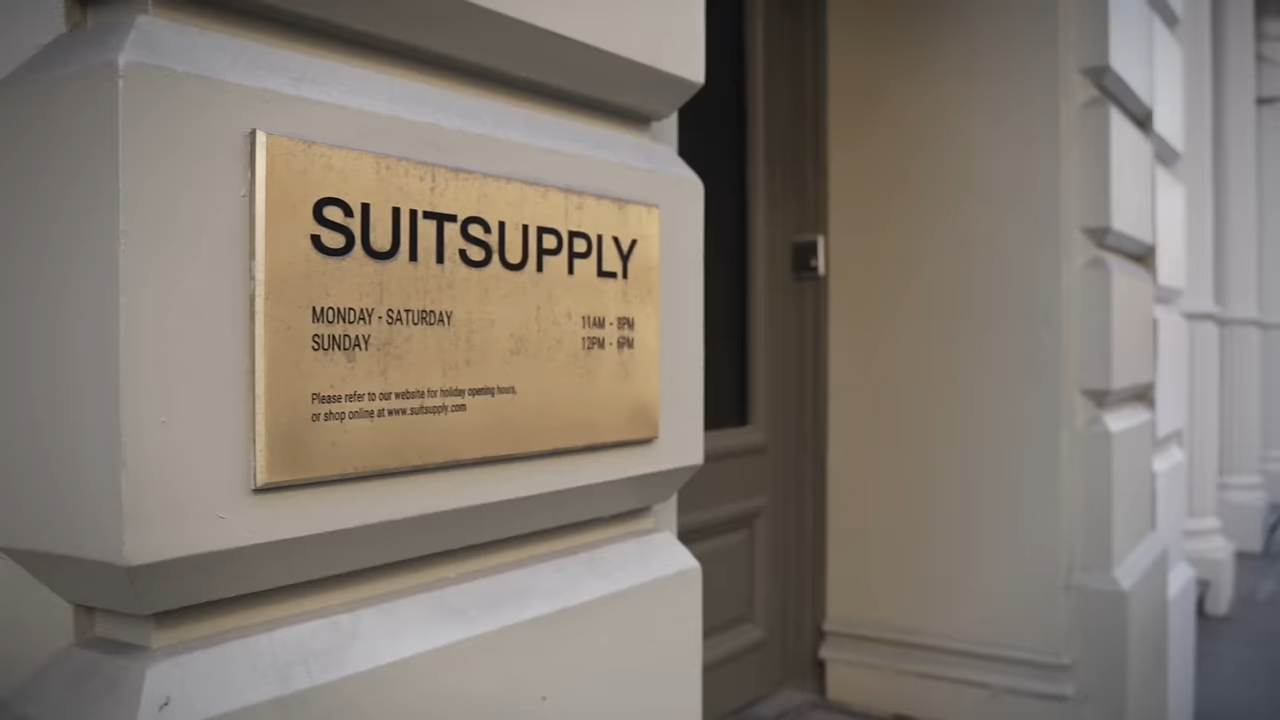 SUITSUPPLY
MONDAY - SATURDAY 11AM - 8PM
SUNDAY 12PM - 6PM
Please refer to our website for holiday opening hours,
or shop online at www.suitsupply.com